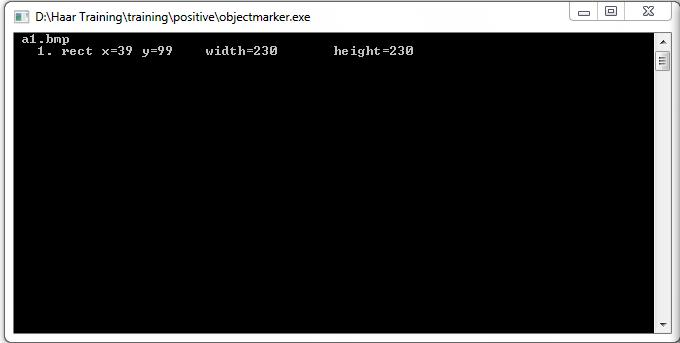 D:\Haar Training\training\positive\objectmarker.exe
a1.bmp
1. rect x=39 y=99 width=230 height=230